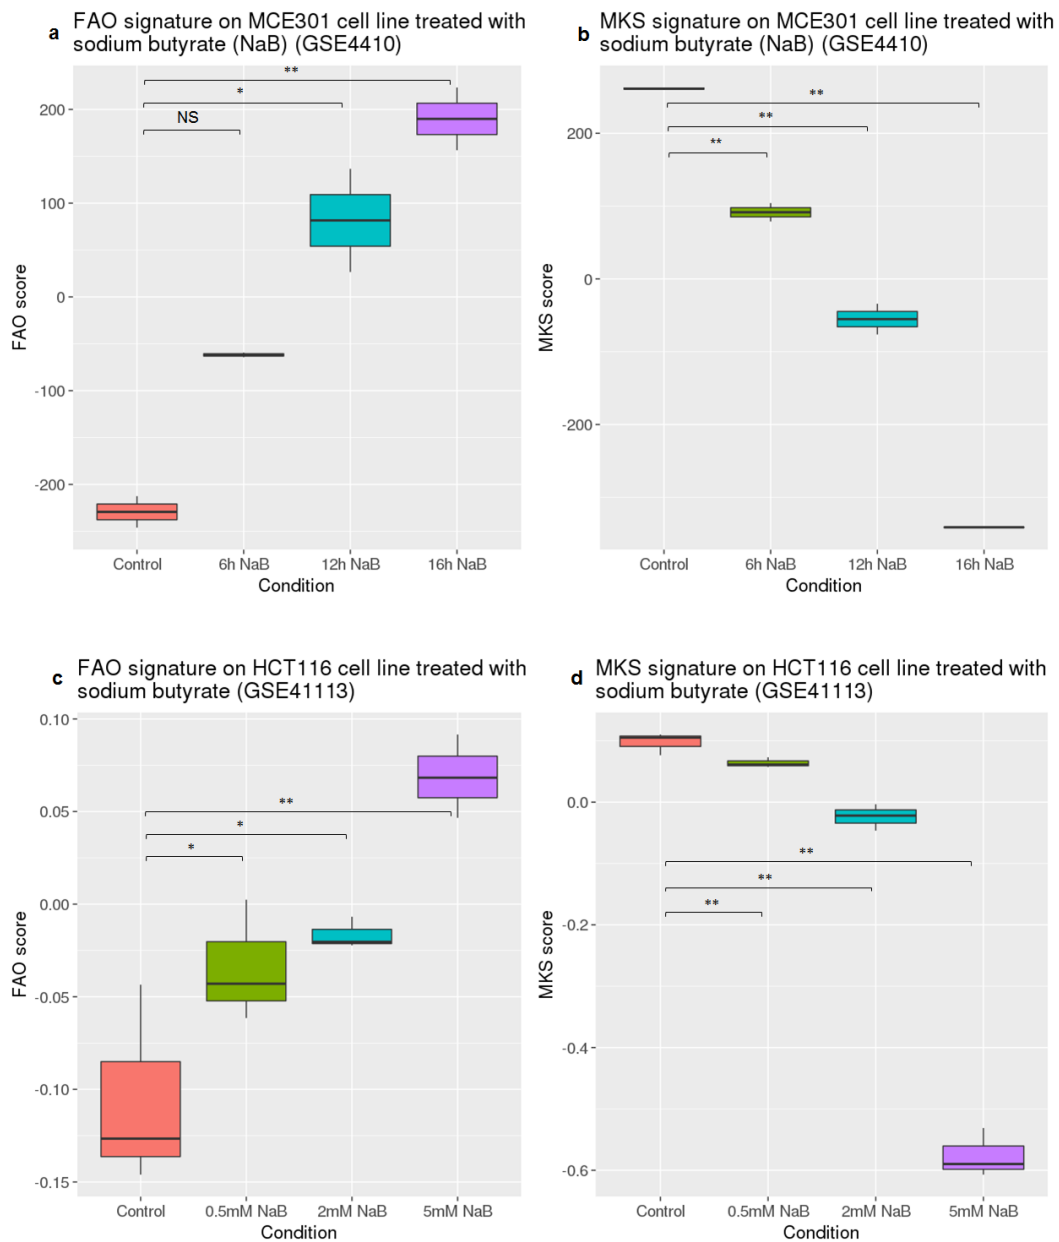 a FAO signature on MCE301 cell line treated with
sodium butyrate (NaB) (GSE4410)
**
*
NS
200
100
0
-100
-200
FAO score
Control 6h NaB 12h NaB 16h NaB
Condition
b MKS signature on MCE301 cell line treated with
sodium butyrate (NaB) (GSE4410)
**
**
**
200
0
-200
MKS score
Control 6h NaB 12h NaB 16h NaB
Condition
c FAO signature on HCT116 cell line treated with
sodium butyrate (GSE41113)
**
*
*
0.10
0.05
0.00
-0.05
-0.10
-0.15
FAO score
Control 0.5mM NaB 2mM NaB 5mM NaB
Condition
d MKS signature on HCT116 cell line treated with
sodium butyrate (GSE41113)
**
**
**
0.0
-0.2
-0.4
-0.6
MKS score
Control 0.5mM NaB 2mM NaB 5mM NaB
Condition